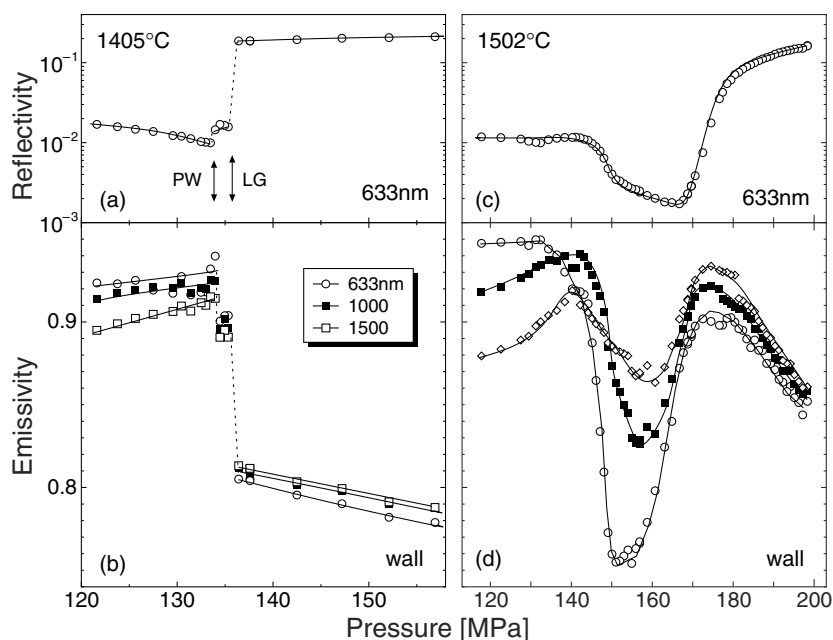 1405°C
1502°C
10⁻¹
10⁻²
10⁻³
Reflectivity
PW
LG
(a)
633nm
(c)
633nm
633nm
1000
1500
0.9
0.8
Emissivity
(b)
wall
(d)
wall
120 130 140 150
120 140 160 180 200
Pressure [MPa]